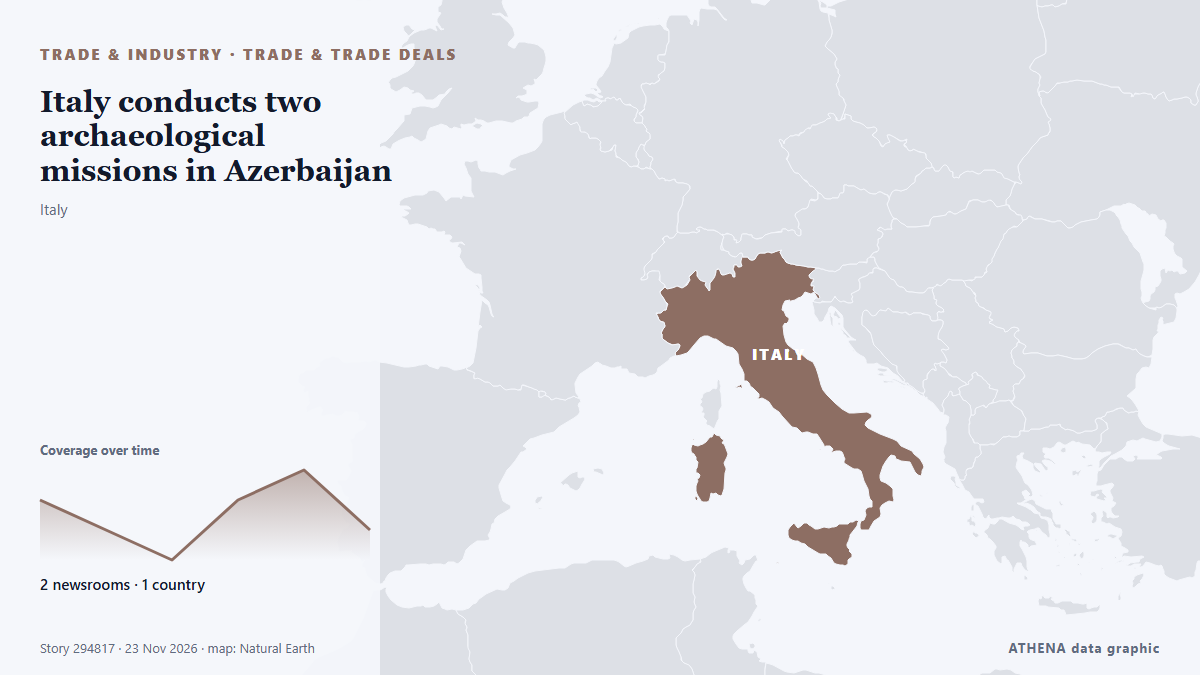 TRADE & INDUSTRY · TRADE & TRADE DEALS
Italy conducts two
archaeological
missions in Azerbaijan
Italy
ITALY
Coverage over time
2 newsrooms · 1 country
Story 294817 · 23 Nov 2026 · map: Natural Earth
ATHENA data graphic